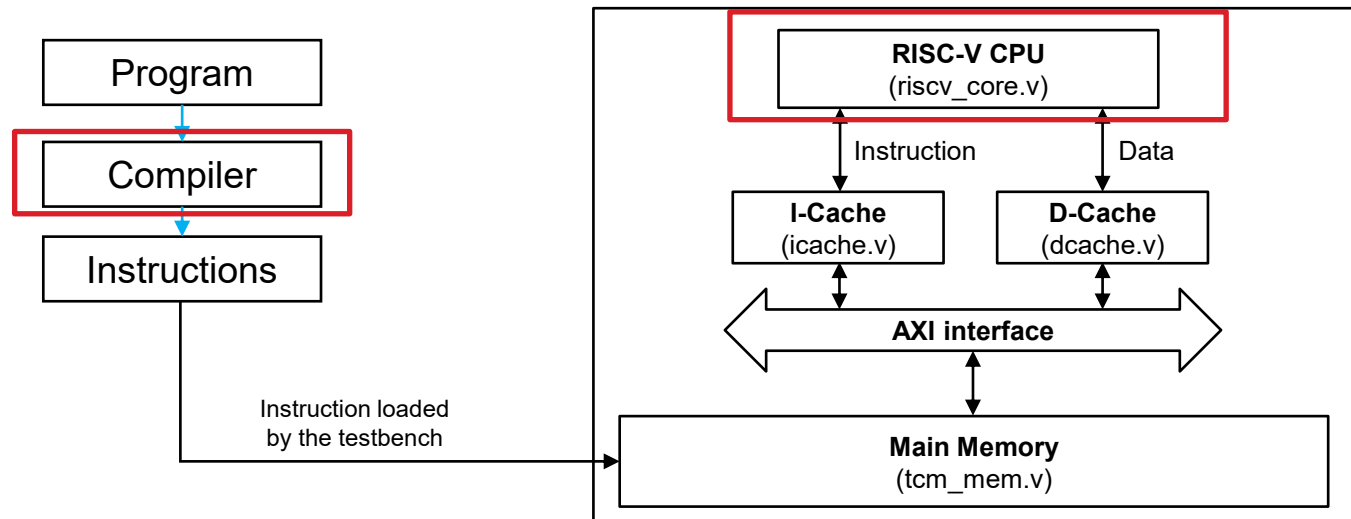 Program
Compiler
Instructions
Instruction loaded
by the testbench
RISC-V CPU
(riscv_core.v)
Instruction
Data
I-Cache
(icache.v)
D-Cache
(dcache.v)
AXI interface
Main Memory
(tcm_mem.v)